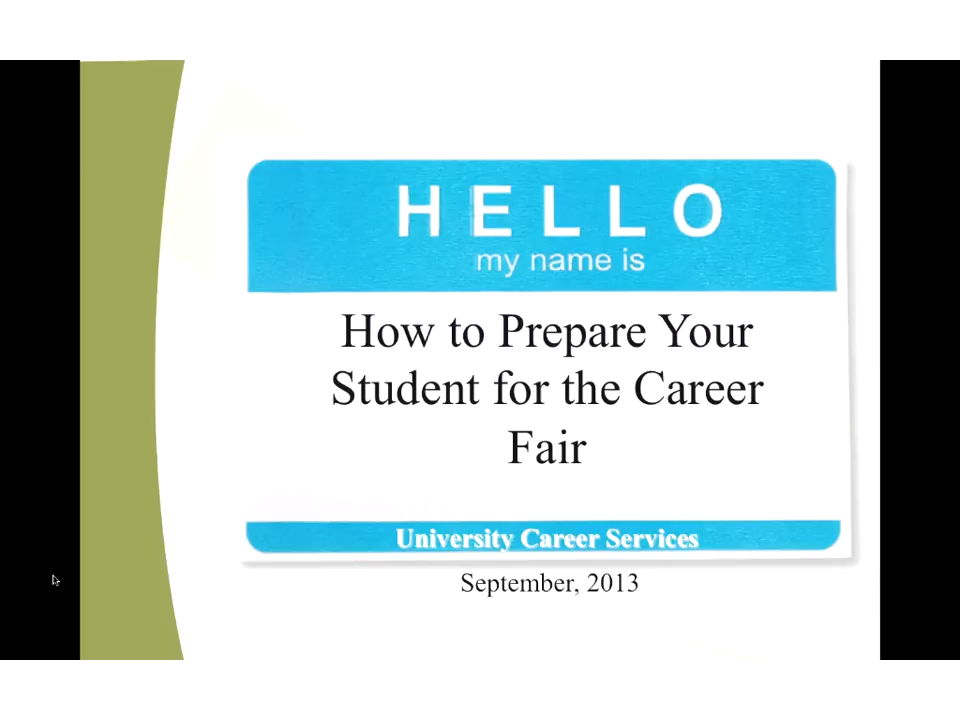 HELLO
my name is
How to Prepare Your
Student for the Career
Fair
University Career Services
September, 2013